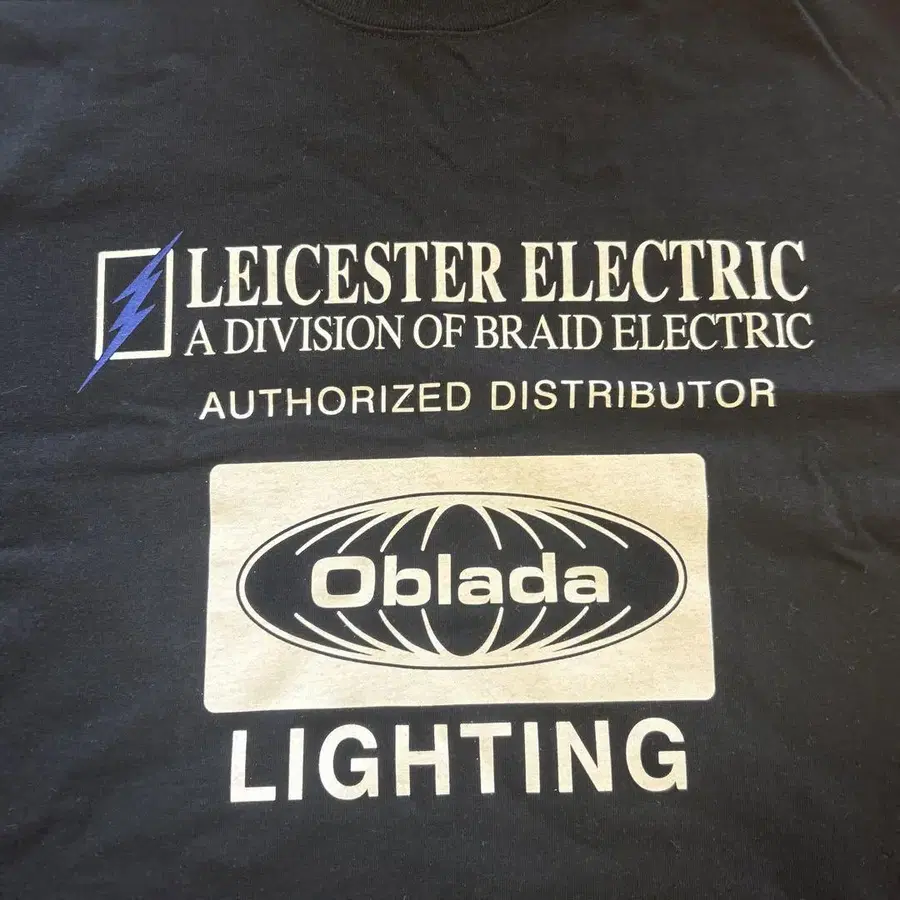 LEICESTER ELECTRIC
A DIVISION OF BRAID ELECTRIC
AUTHORIZED DISTRIBUTOR
Oblada
LIGHTING